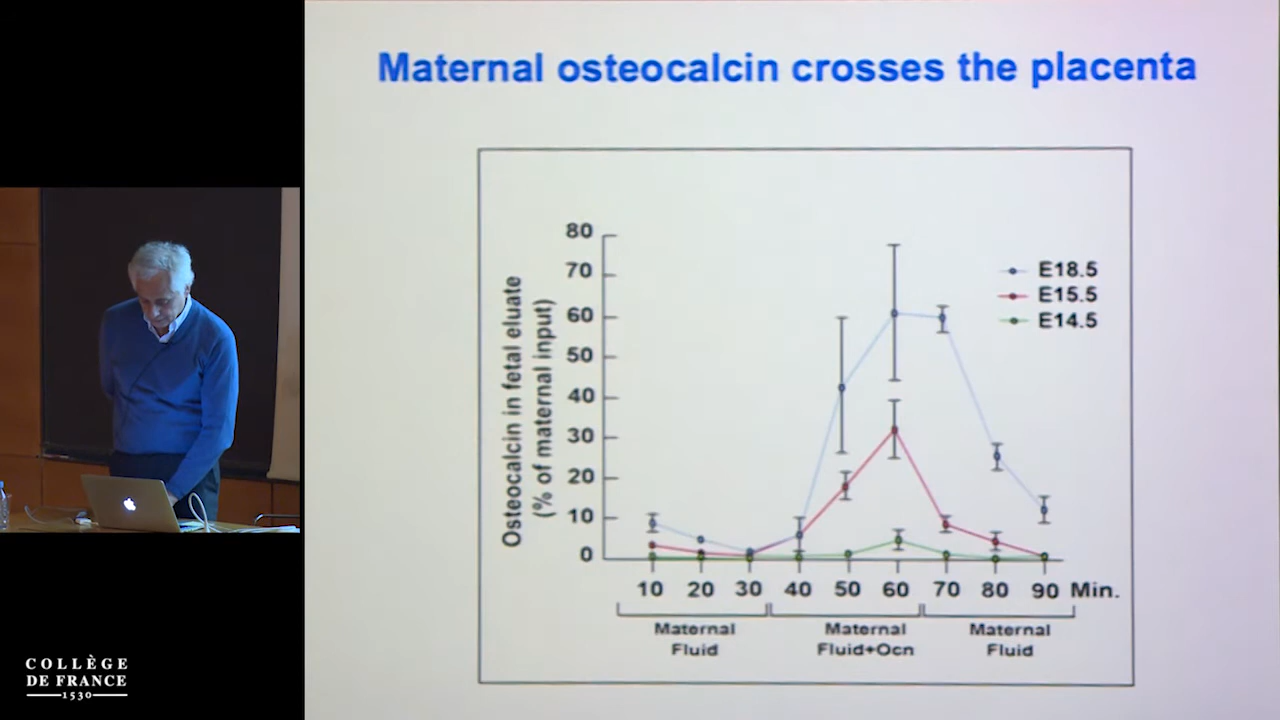 Maternal osteocalcin crosses the placenta
Osteocalcin in fetal eluate
(% of maternal input)
80
70
60
50
40
30
20
10
0
E18.5
E15.5
E14.5
10 20 30 40 50 60 70 80 90 Min.
Maternal
Fluid
Maternal
Fluid+Ocn
Maternal
Fluid
COLLÈGE
DE FRANCE
1530